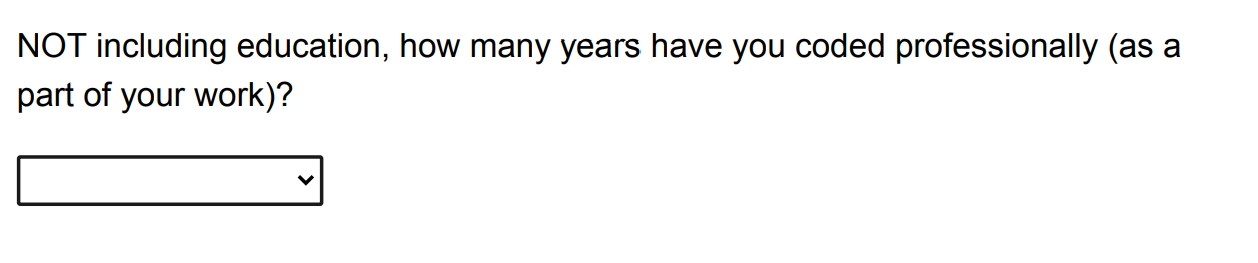 NOT including education, how many years have you coded professionally (as a
part of your work)?